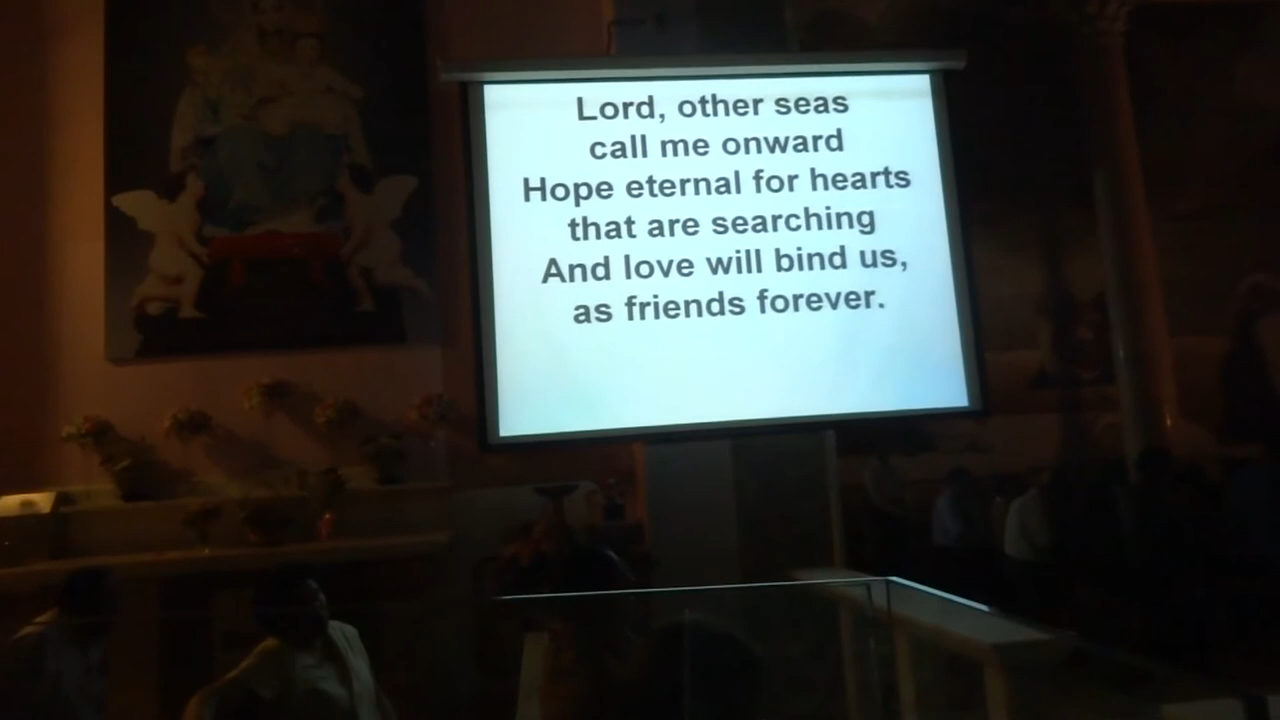 Lord, other seas
call me onward
Hope eternal for hearts
that are searching
And love will bind us,
as friends forever.